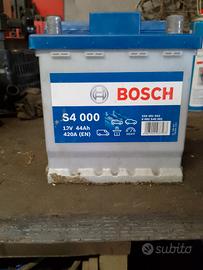 BOSCH
S4 000
12V 44Ah
420A (EN)
subito